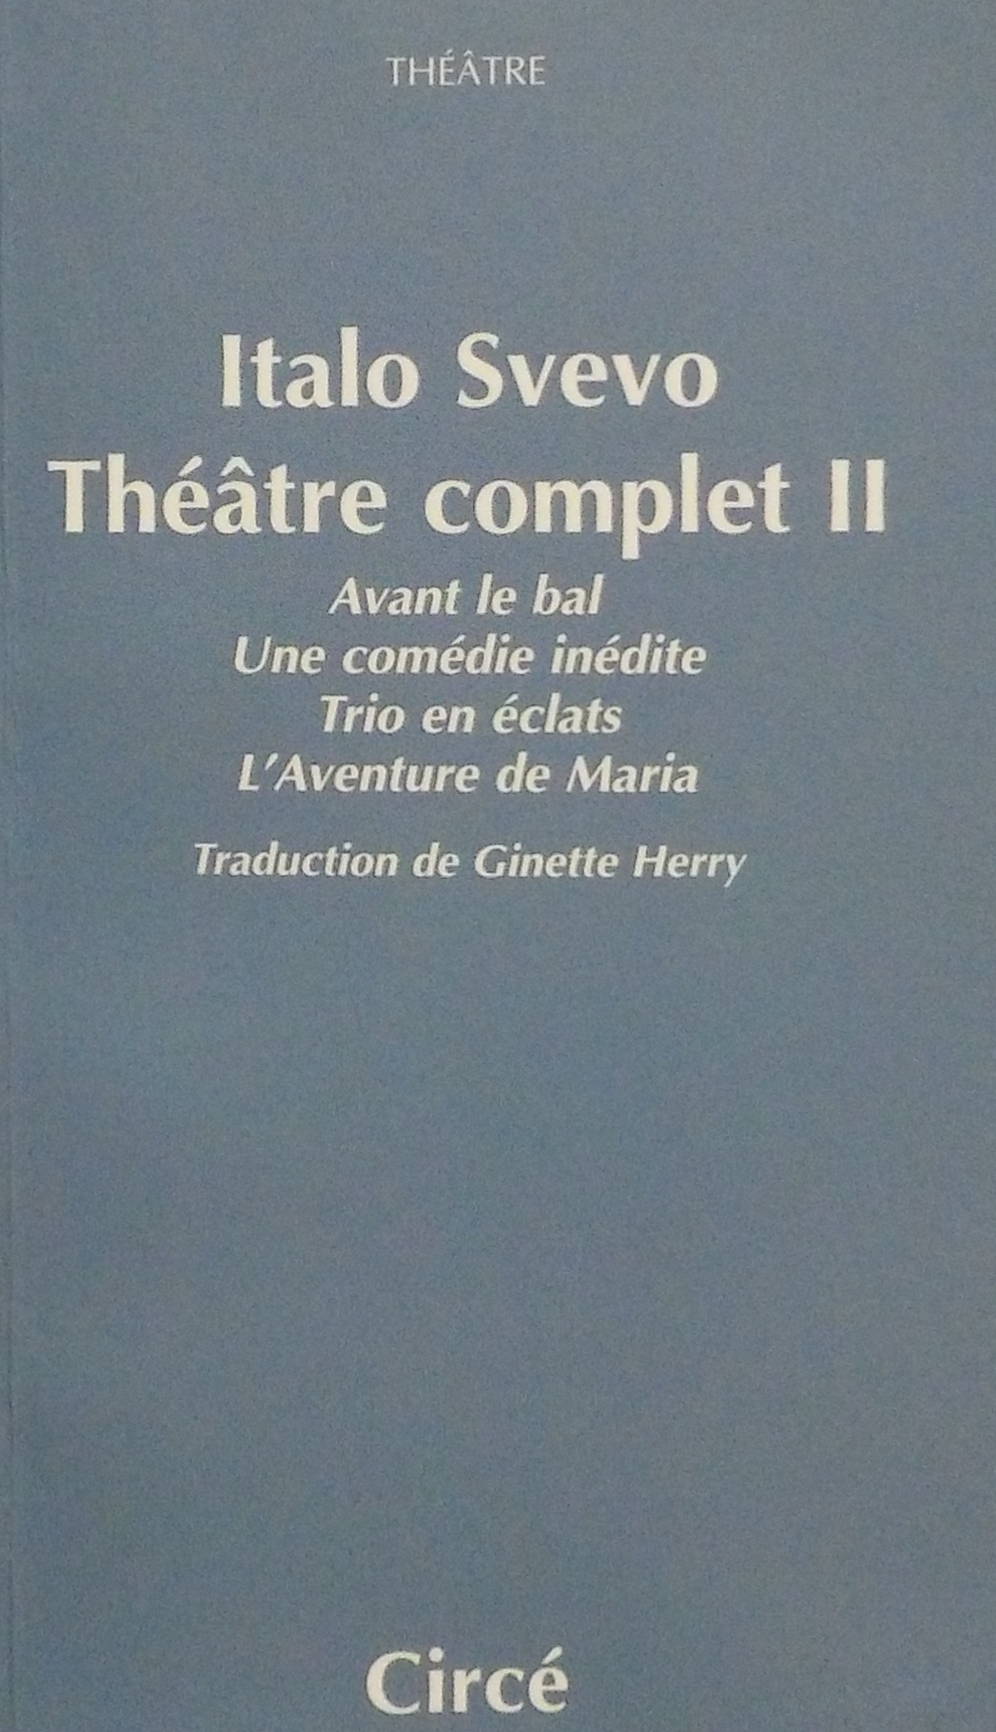 THÉÂTRE
Italo Svevo
Théâtre complet II
Avant le bal
Une comédie inédite
Trio en éclats
L'Aventure de Maria
Traduction de Ginette Herry
Circé